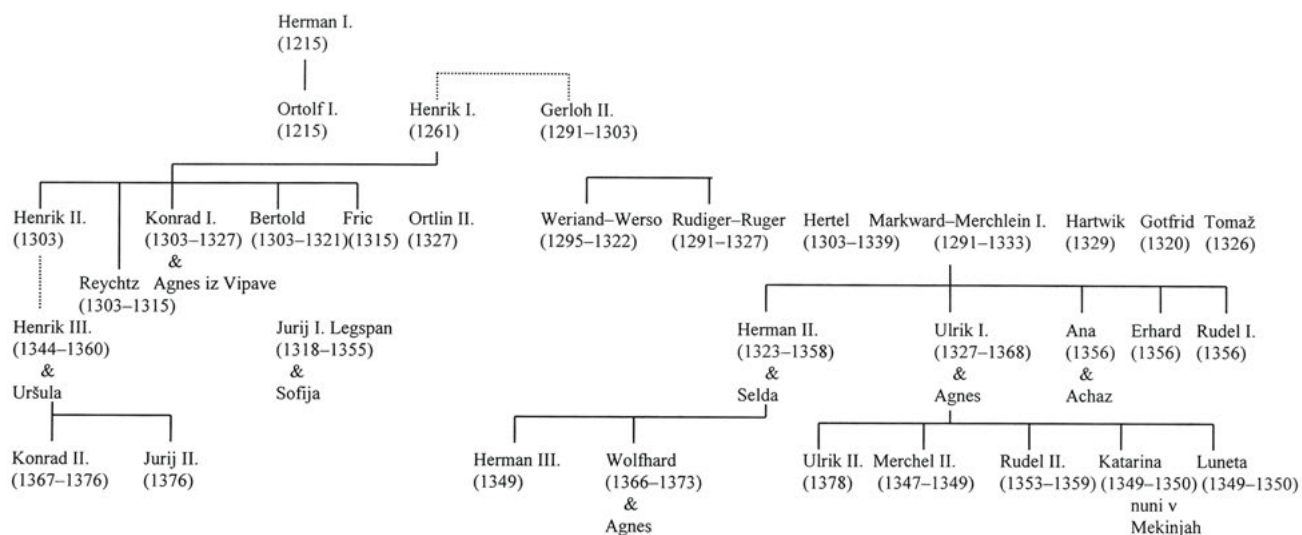 Herman I.
(1215)
Ortolf I. Henrik I. Gerloh II.
(1215) (1261) (1291–1303)
Henrik II. Konrad I. Bertold Fric Ortlin II. Weriand–Werso Rudiger–Ruger Hertel Markward–Merchlein I. Hartwik Gotfrid Tomaž
(1303) (1303–1327) (1303–1321) (1315) (1327) (1295–1322) (1291–1327) (1303–1339) (1291–1333) (1329) (1320) (1326)
&
Reychtz Agnes iz Vipave
(1303–1315)
Henrik III. Jurij I. Legspan Herman II. Ulrik I. Ana Erhard Rudel I.
(1344–1360) (1318–1355) (1323–1358) (1327–1368) (1356) (1356) (1356)
& & & & &
Uršula Sofija Selda Agnes Achaz
Konrad II. Jurij II. Herman III. Wolfhard Ulrik II. Merchel II. Rudel II. Katarina Luneta
(1367–1376) (1376) (1349) (1366–1373) (1378) (1347–1349) (1353–1359) (1349–1350) (1349–1350)
& nuni v
Agnes Mekinjah